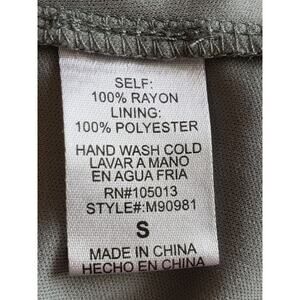 SELF:
100% RAYON
LINING:
100% POLYESTER
HAND WASH COLD
LAVAR A MANO
EN AGUA FRIA
RN#105013
STYLE#:M90981
S
MADE IN CHINA
HECHO EN CHINA